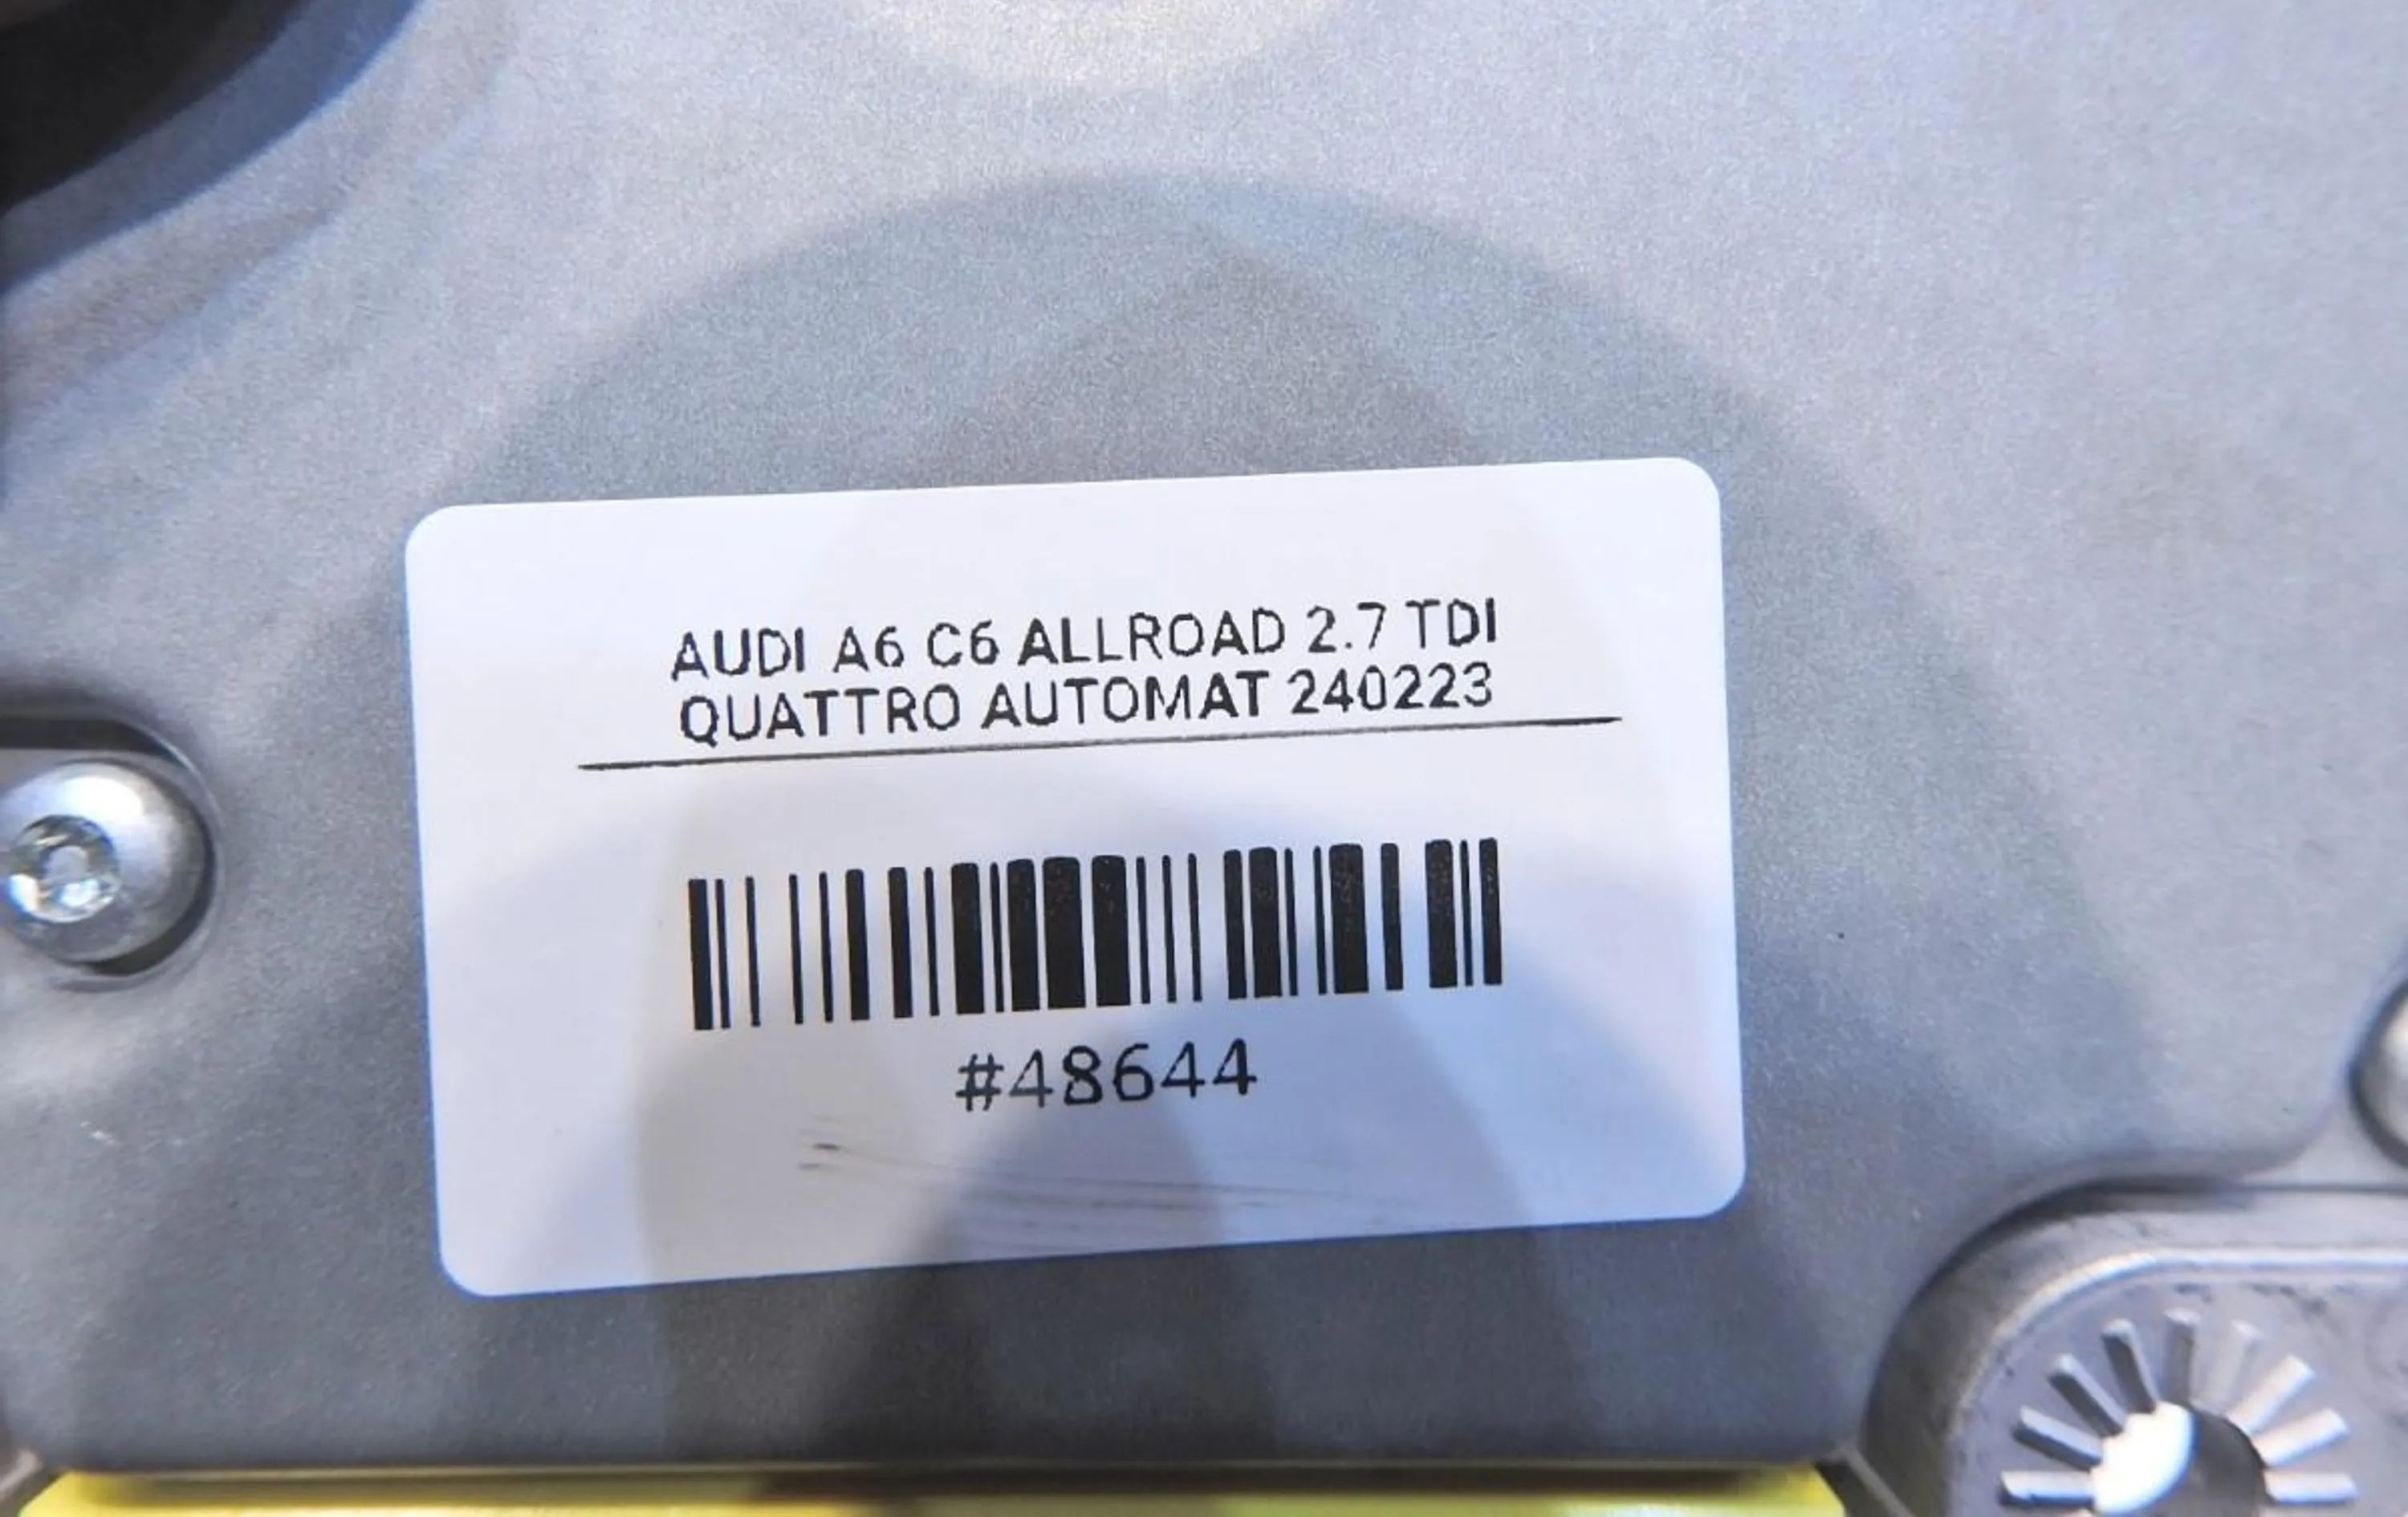 AUDI A6 C6 ALLROAD 2.7 TDI
QUATTRO AUTOMAT 240223
#48644